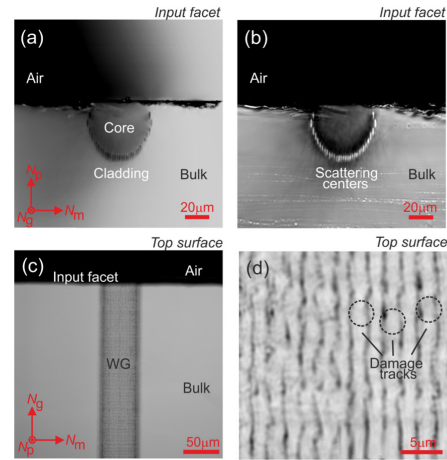 Input facet
(a)
Air
Core
Cladding
Bulk
Np
Ng
Nm
20μm
Input facet
(b)
Air
Scattering
centers
Bulk
20μm
Top surface
(c)
Input facet
Air
WG
Bulk
Ng
Np
Nm
50μm
Top surface
(d)
Damage
tracks
5μm